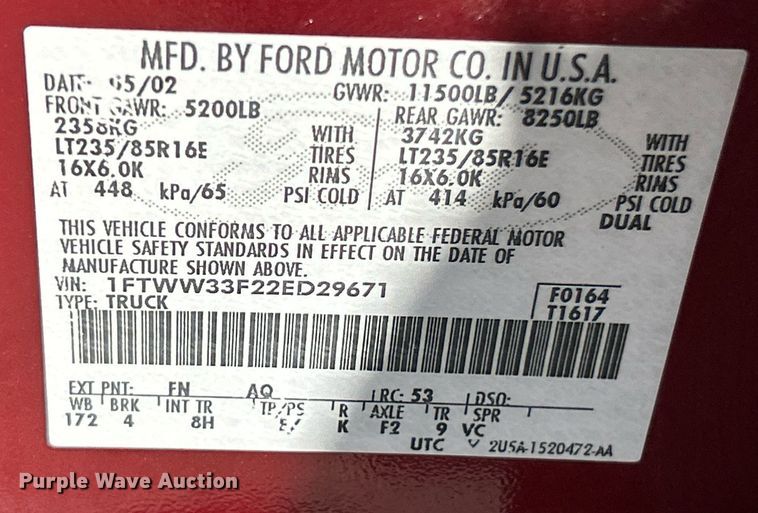 MFD. BY FORD MOTOR CO. IN U.S.A.
DATE: 05/02 GVWR: 11500LB/ 5216KG
FRONT GAWR: 5200LB REAR GAWR: 8250LB
2358KG WITH 3742KG WITH
LT235/85R16E TIRES LT235/85R16E TIRES
16X6.0K RIMS 16X6.0K RIMS
AT 448 kPa/65 PSI COLD AT 414 kPa/60 PSI COLD
DUAL
THIS VEHICLE CONFORMS TO ALL APPLICABLE FEDERAL MOTOR
VEHICLE SAFETY STANDARDS IN EFFECT ON THE DATE OF
MANUFACTURE SHOWN ABOVE.
VIN: 1FTWW33F22ED29671
TYPE: TRUCK
F0164
T1617
EXT PNT: FN AQ RC: 53 DSO:
WB BRK INT TR TP/PS R AXLE TR SPR
172 4 8H K F2 9 VC
UTC 2U5A-1520472-AA
Purple Wave Auction